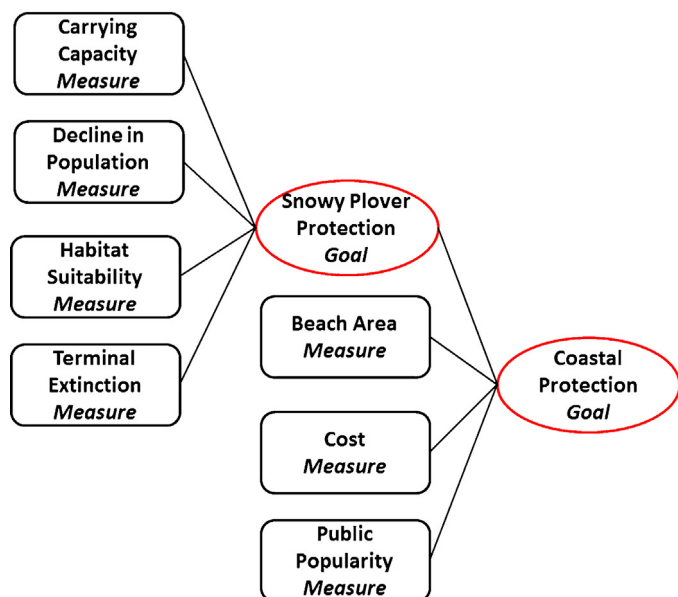 Carrying
Capacity
Measure
Decline in
Population
Measure
Habitat
Suitability
Measure
Terminal
Extinction
Measure
Snowy Plover
Protection
Goal
Beach Area
Measure
Cost
Measure
Public
Popularity
Measure
Coastal
Protection
Goal